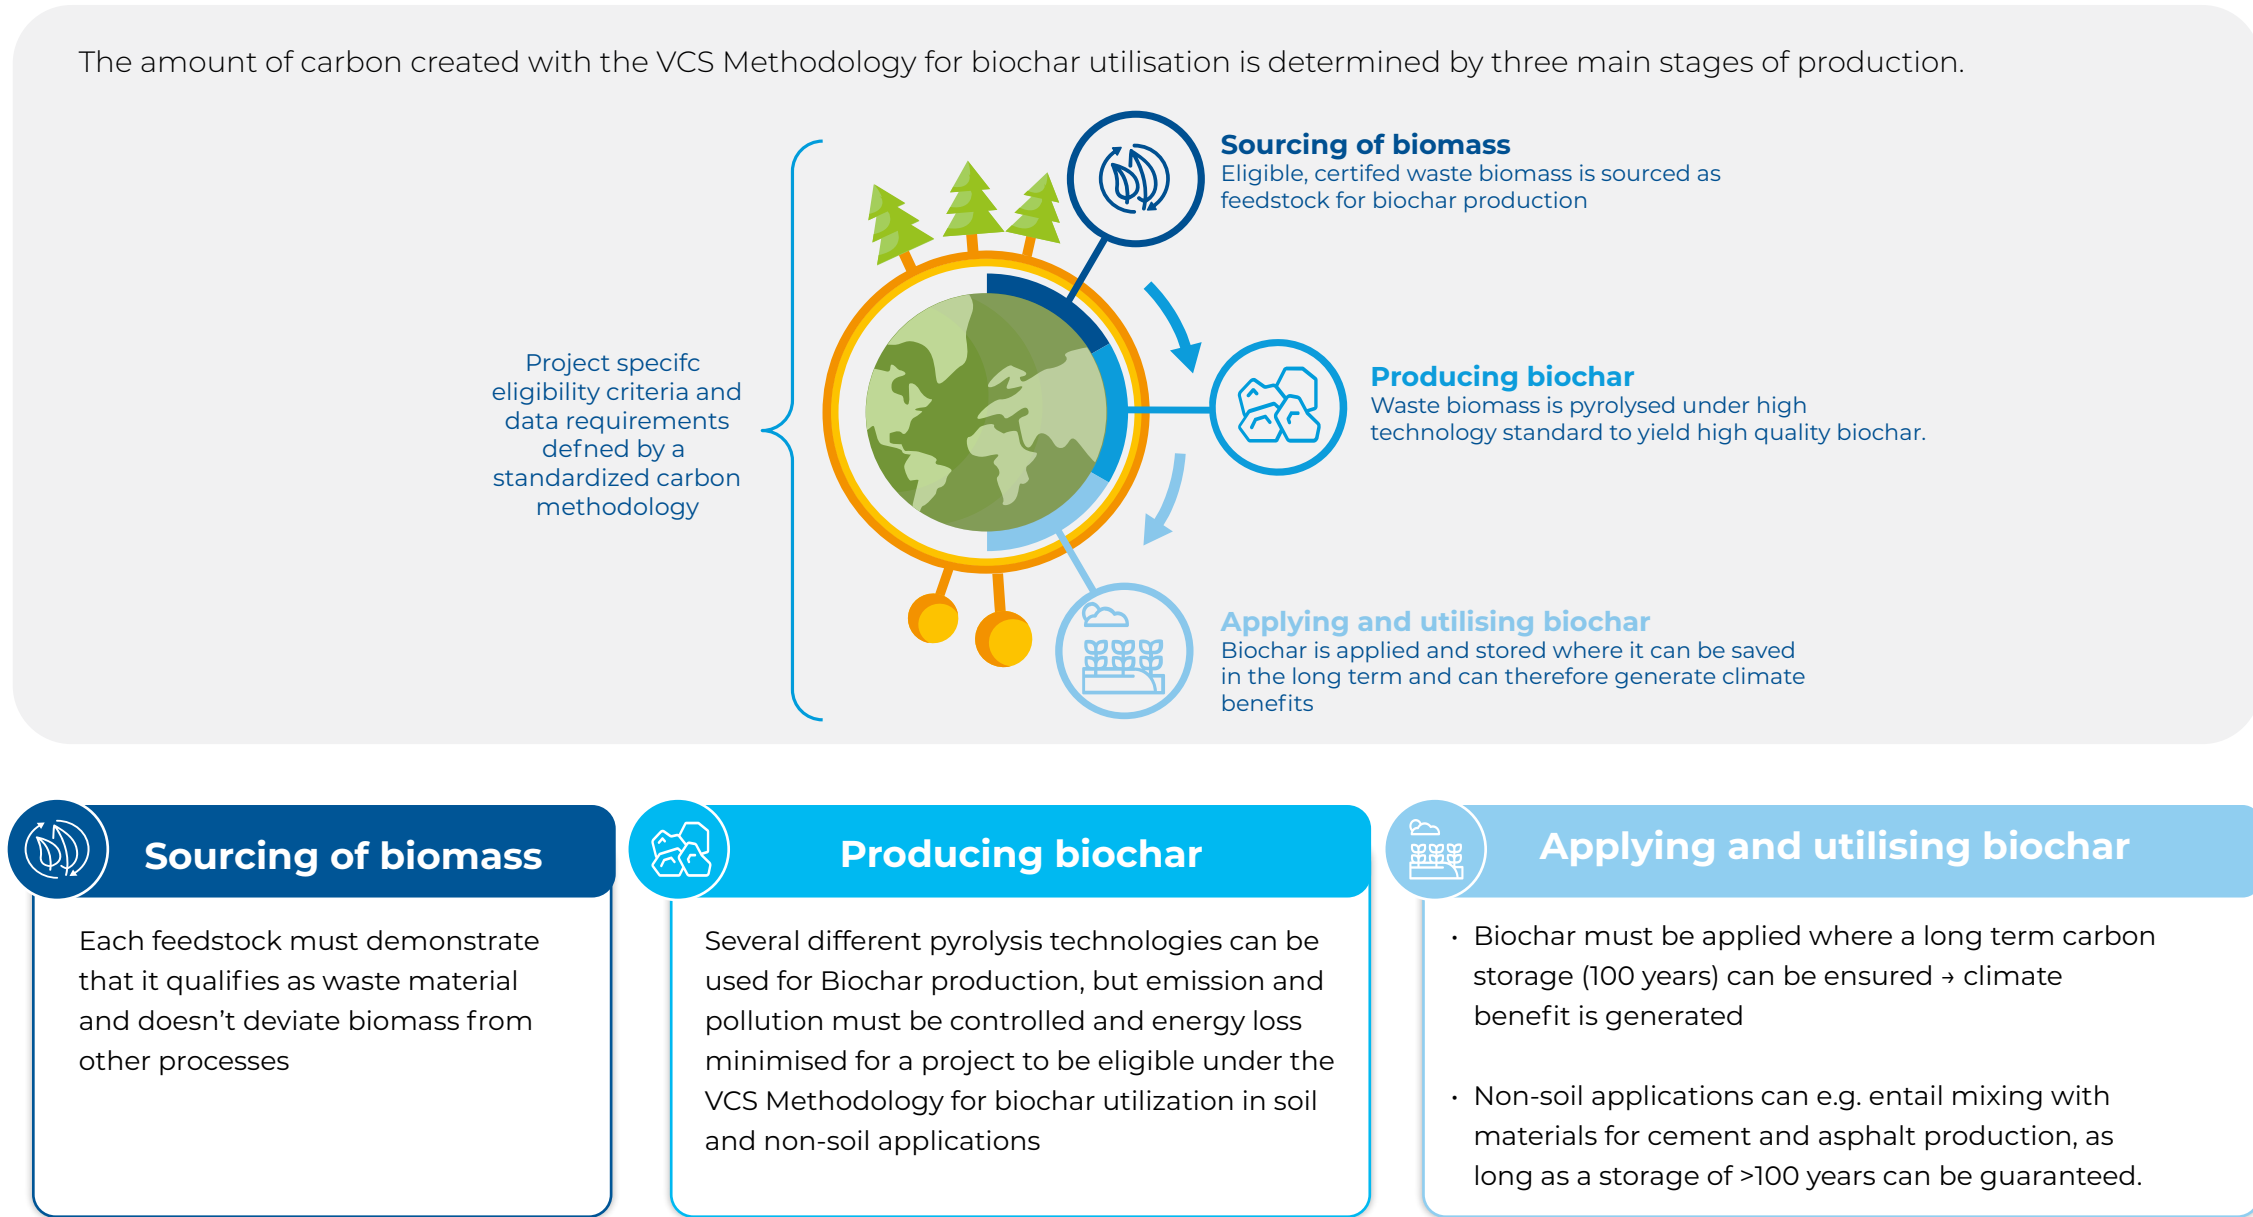 The amount of carbon created with the VCS Methodology for biochar utilisation is determined by three main stages of production.
Sourcing of biomass
Eligible, certifed waste biomass is sourced as
feedstock for biochar production
Project specifc
eligibility criteria and
data requirements
defned by a
standardized carbon
methodology
Producing biochar
Waste biomass is pyrolysed under high
technology standard to yield high quality biochar.
Applying and utilising biochar
Biochar is applied and stored where it can be saved
in the long term and can therefore generate climate
benefits
Sourcing of biomass
Each feedstock must demonstrate
that it qualifies as waste material
and doesn't deviate biomass from
other processes
Producing biochar
Several different pyrolysis technologies can be
used for Biochar production, but emission and
pollution must be controlled and energy loss
minimised for a project to be eligible under the
VCS Methodology for biochar utilization in soil
and non-soil applications
Applying and utilising biochar
• Biochar must be applied where a long term carbon
storage (100 years) can be ensured → climate
benefit is generated
• Non-soil applications can e.g. entail mixing with
materials for cement and asphalt production, as
long as a storage of >100 years can be guaranteed.